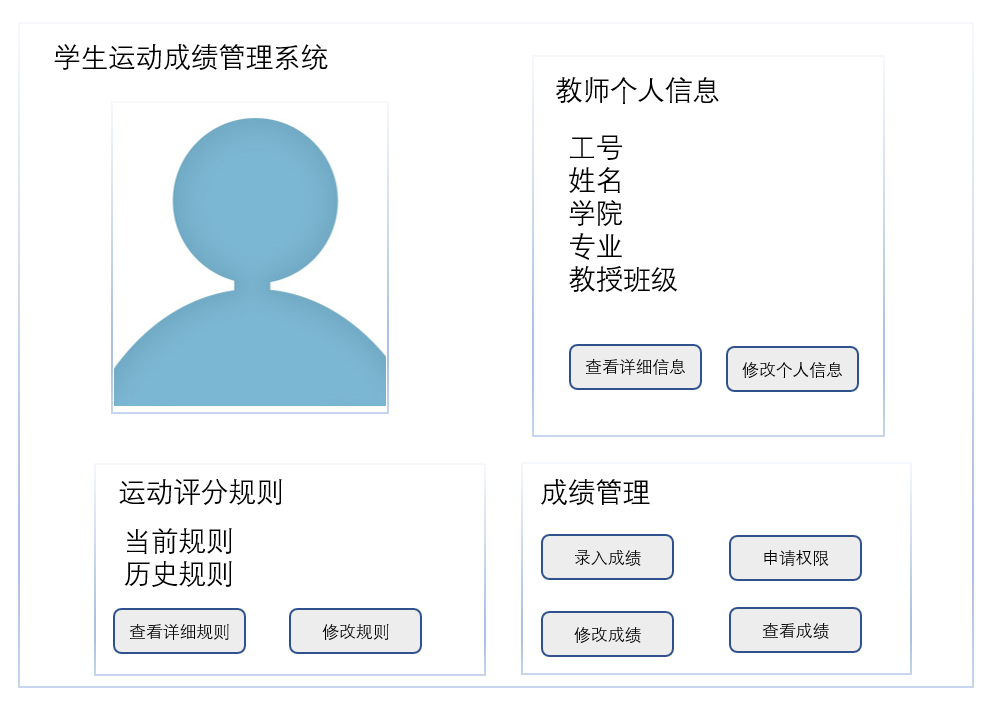 学生运动成绩管理系统
教师个人信息
工号
姓名
学院
专业
教授班级
查看详细信息
修改个人信息
运动评分规则
当前规则
历史规则
查看详细规则
修改规则
成绩管理
录入成绩
申请权限
修改成绩
查看成绩